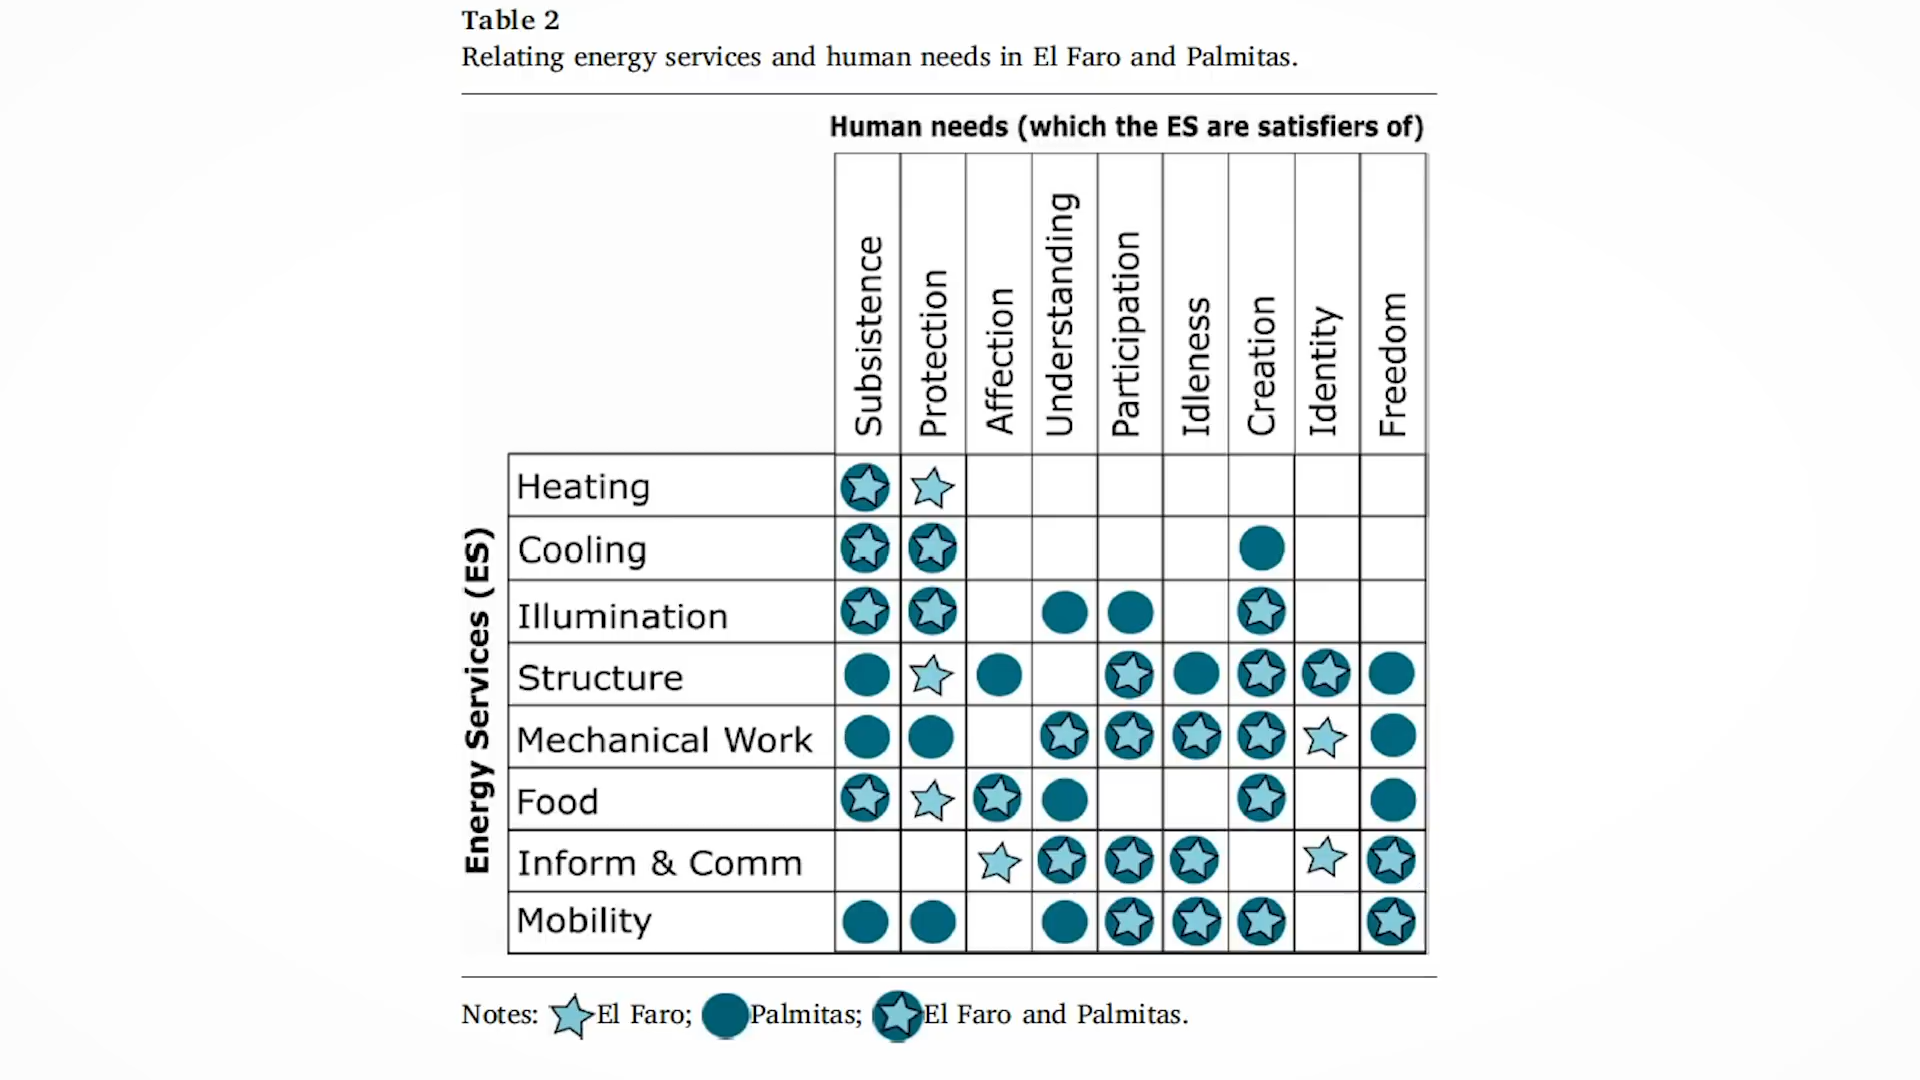 Table 2
Relating energy services and human needs in El Faro and Palmitas.
Human needs (which the ES are satisfiers of)
Subsistence
Protection
Affection
Understanding
Participation
Idleness
Creation
Identity
Freedom
Energy Services (ES)
Heating
Cooling
Illumination
Structure
Mechanical Work
Food
Inform & Comm
Mobility
Notes: El Faro; Palmitas; El Faro and Palmitas.